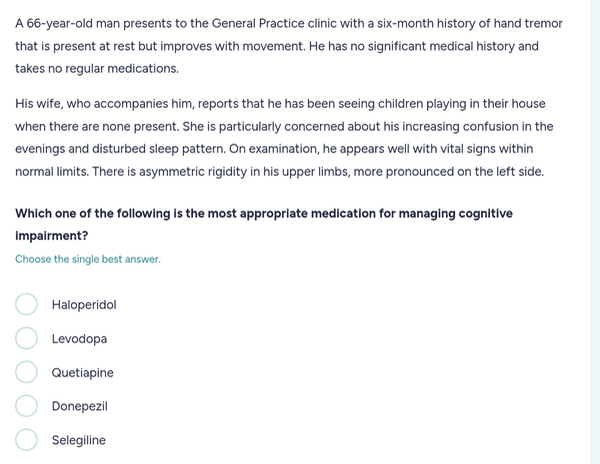 A 66-year-old man presents to the General Practice clinic with a six-month history of hand tremor
that is present at rest but improves with movement. He has no significant medical history and
takes no regular medications.
His wife, who accompanies him, reports that he has been seeing children playing in their house
when there are none present. She is particularly concerned about his increasing confusion in the
evenings and disturbed sleep pattern. On examination, he appears well with vital signs within
normal limits. There is asymmetric rigidity in his upper limbs, more pronounced on the left side.
Which one of the following is the most appropriate medication for managing cognitive
impairment?
Choose the single best answer.
Haloperidol
Levodopa
Quetiapine
Donepezil
Selegiline